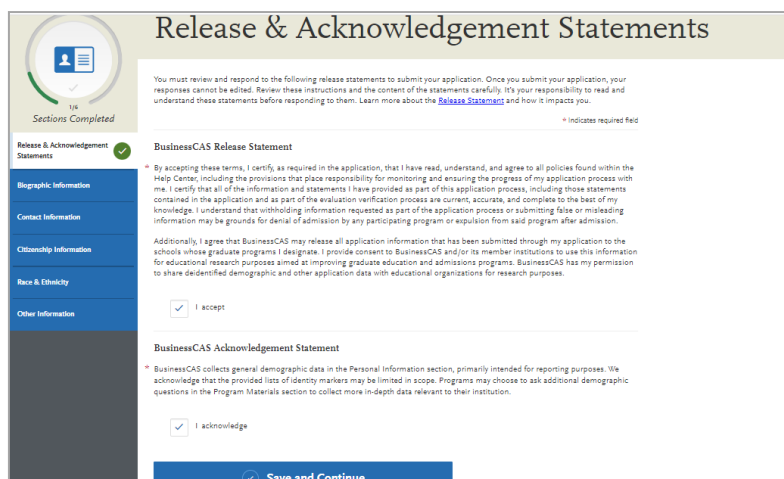 Release & Acknowledgement Statements
1/6
Sections Completed
Release & Acknowledgement
Statements
Biographic Information
Contact Information
Citizenship Information
Race & Ethnicity
Other Information
You must review and respond to the following release statements to submit your application. Once you submit your application, your
responses cannot be edited. Review these instructions and the content of the statements carefully. It's your responsibility to read and
understand these statements before responding to them. Learn more about the Release Statement and how it impacts you.
* Indicates required field
BusinessCAS Release Statement
* By accepting these terms, I certify, as required in the application, that I have read, understand, and agree to all policies found within the
Help Center, including the provisions that place responsibility for monitoring and ensuring the progress of my application process with
me. I certify that all of the information and statements I have provided as part of this application process, including those statements
contained in the application and as part of the evaluation verification process are current, accurate, and complete to the best of my
knowledge. I understand that withholding information requested as part of the application process or submitting false or misleading
information may be grounds for denial of admission by any participating program or expulsion from said program after admission.
Additionally, I agree that BusinessCAS may release all application information that has been submitted through my application to the
schools whose graduate programs I designate. I provide consent to BusinessCAS and/or its member institutions to use this information
for educational research purposes aimed at improving graduate education and admissions programs. BusinessCAS has my permission
to share deidentified demographic and other application data with educational organizations for research purposes.
I accept
BusinessCAS Acknowledgement Statement
* BusinessCAS collects general demographic data in the Personal Information section, primarily intended for reporting purposes. We
acknowledge that the provided lists of identity markers may be limited in scope. Programs may choose to ask additional demographic
questions in the Program Materials section to collect more in-depth data relevant to their institution.
I acknowledge
Save and Continue